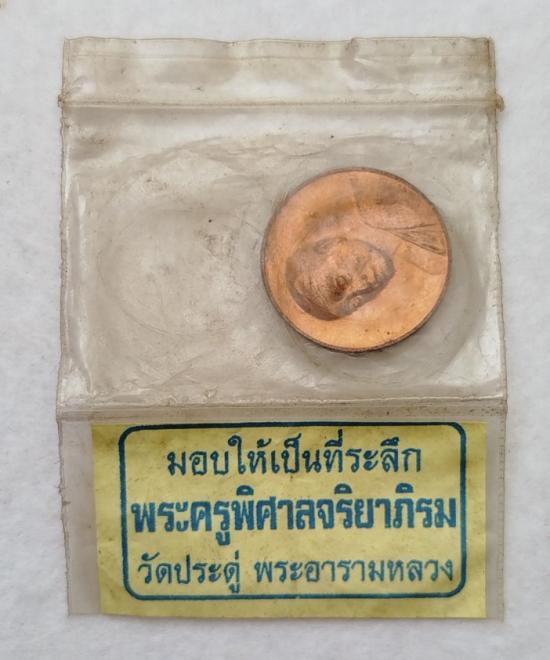 มอบให้เป็นที่ระลึก
พระครูพิศาลจริยาภิรม
วัดประดู่ พระอารามหลวง